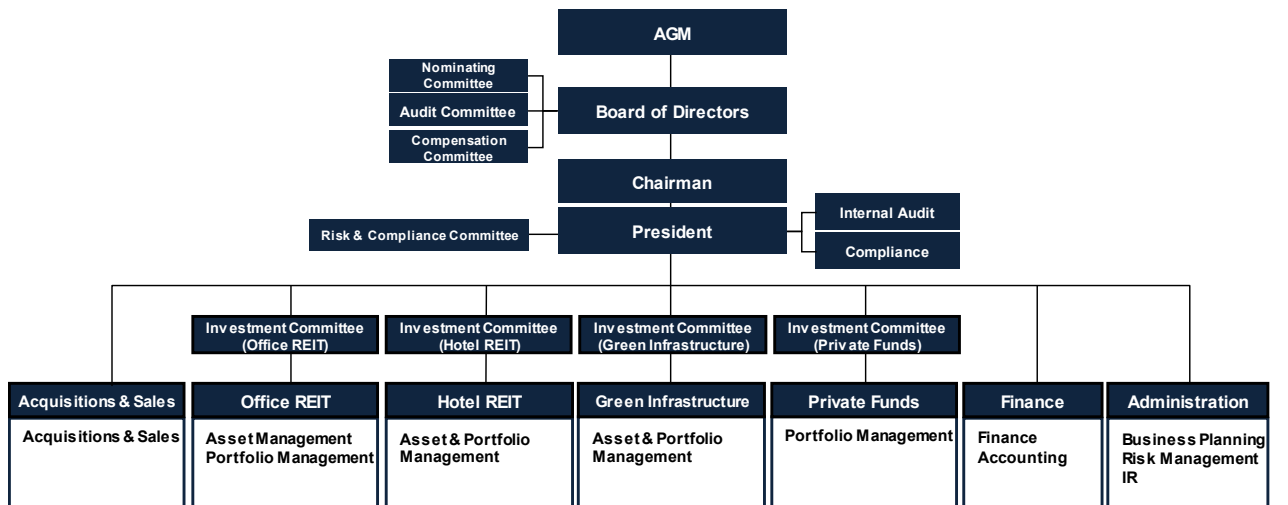 AGM
Nominating
Committee
Audit Committee
Board of Directors
Compensation
Committee
Chairman
Internal Audit
Risk & Compliance Committee
President
Compliance
Investment Committee
(Office REIT)
Investment Committee
(Hotel REIT)
Investment Committee
(Green Infrastructure)
Investment Committee
(Private Funds)
Acquisitions & Sales
Office REIT
Hotel REIT
Green Infrastructure
Private Funds
Finance
Administration
Acquisitions & Sales
Asset Management
Portfolio Management
Asset & Portfolio
Management
Asset & Portfolio
Management
Portfolio Management
Finance
Accounting
Business Planning
Risk Management
IR